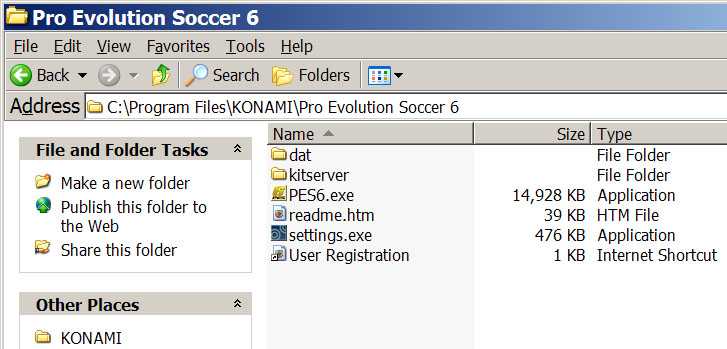 Pro Evolution Soccer 6
File Edit View Favorites Tools Help
Back Search Folders
Address C:\Program Files\KONAMI\Pro Evolution Soccer 6
File and Folder Tasks
Make a new folder
Publish this folder to
the Web
Share this folder
Other Places
KONAMI
Name Size Type
dat File Folder
kitserver File Folder
PES6.exe 14,928 KB Application
readme.htm 39 KB HTM File
settings.exe 476 KB Application
User Registration 1 KB Internet Shortcut